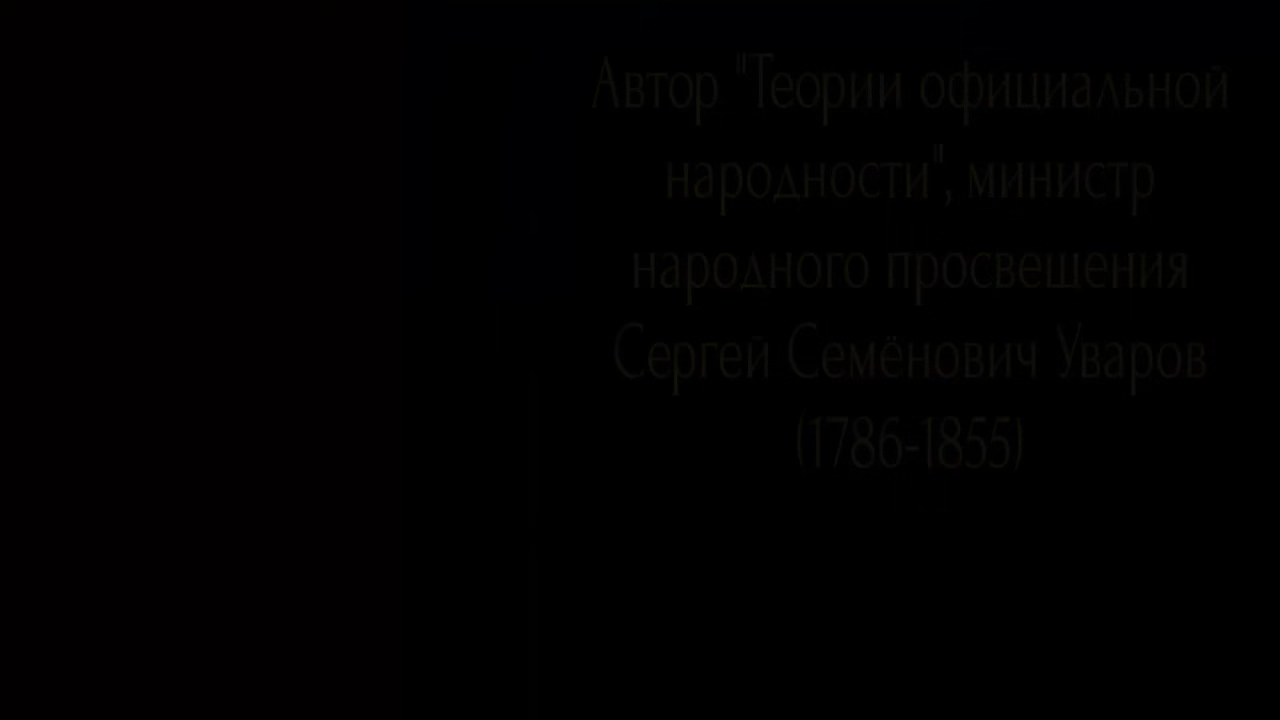 Автор "Теории официальной
народности", министр
народного просвещения
Сергей Семёнович Уваров
(1786-1855)